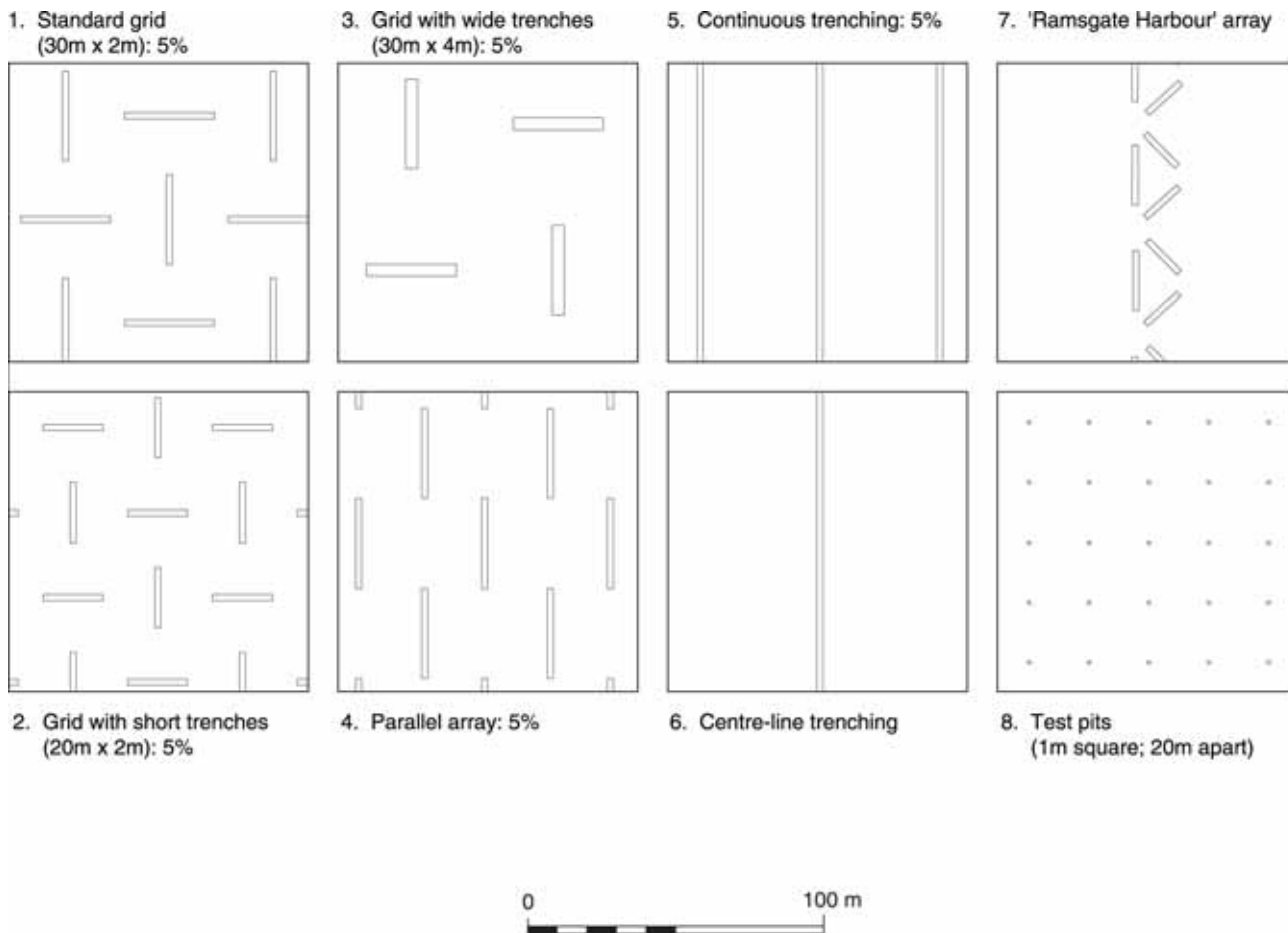 1. Standard grid
(30m x 2m): 5%
3. Grid with wide trenches
(30m x 4m): 5%
5. Continuous trenching: 5%
7. 'Ramsgate Harbour' array
2. Grid with short trenches
(20m x 2m): 5%
4. Parallel array: 5%
6. Centre-line trenching
8. Test pits
(1m square; 20m apart)
0 100 m